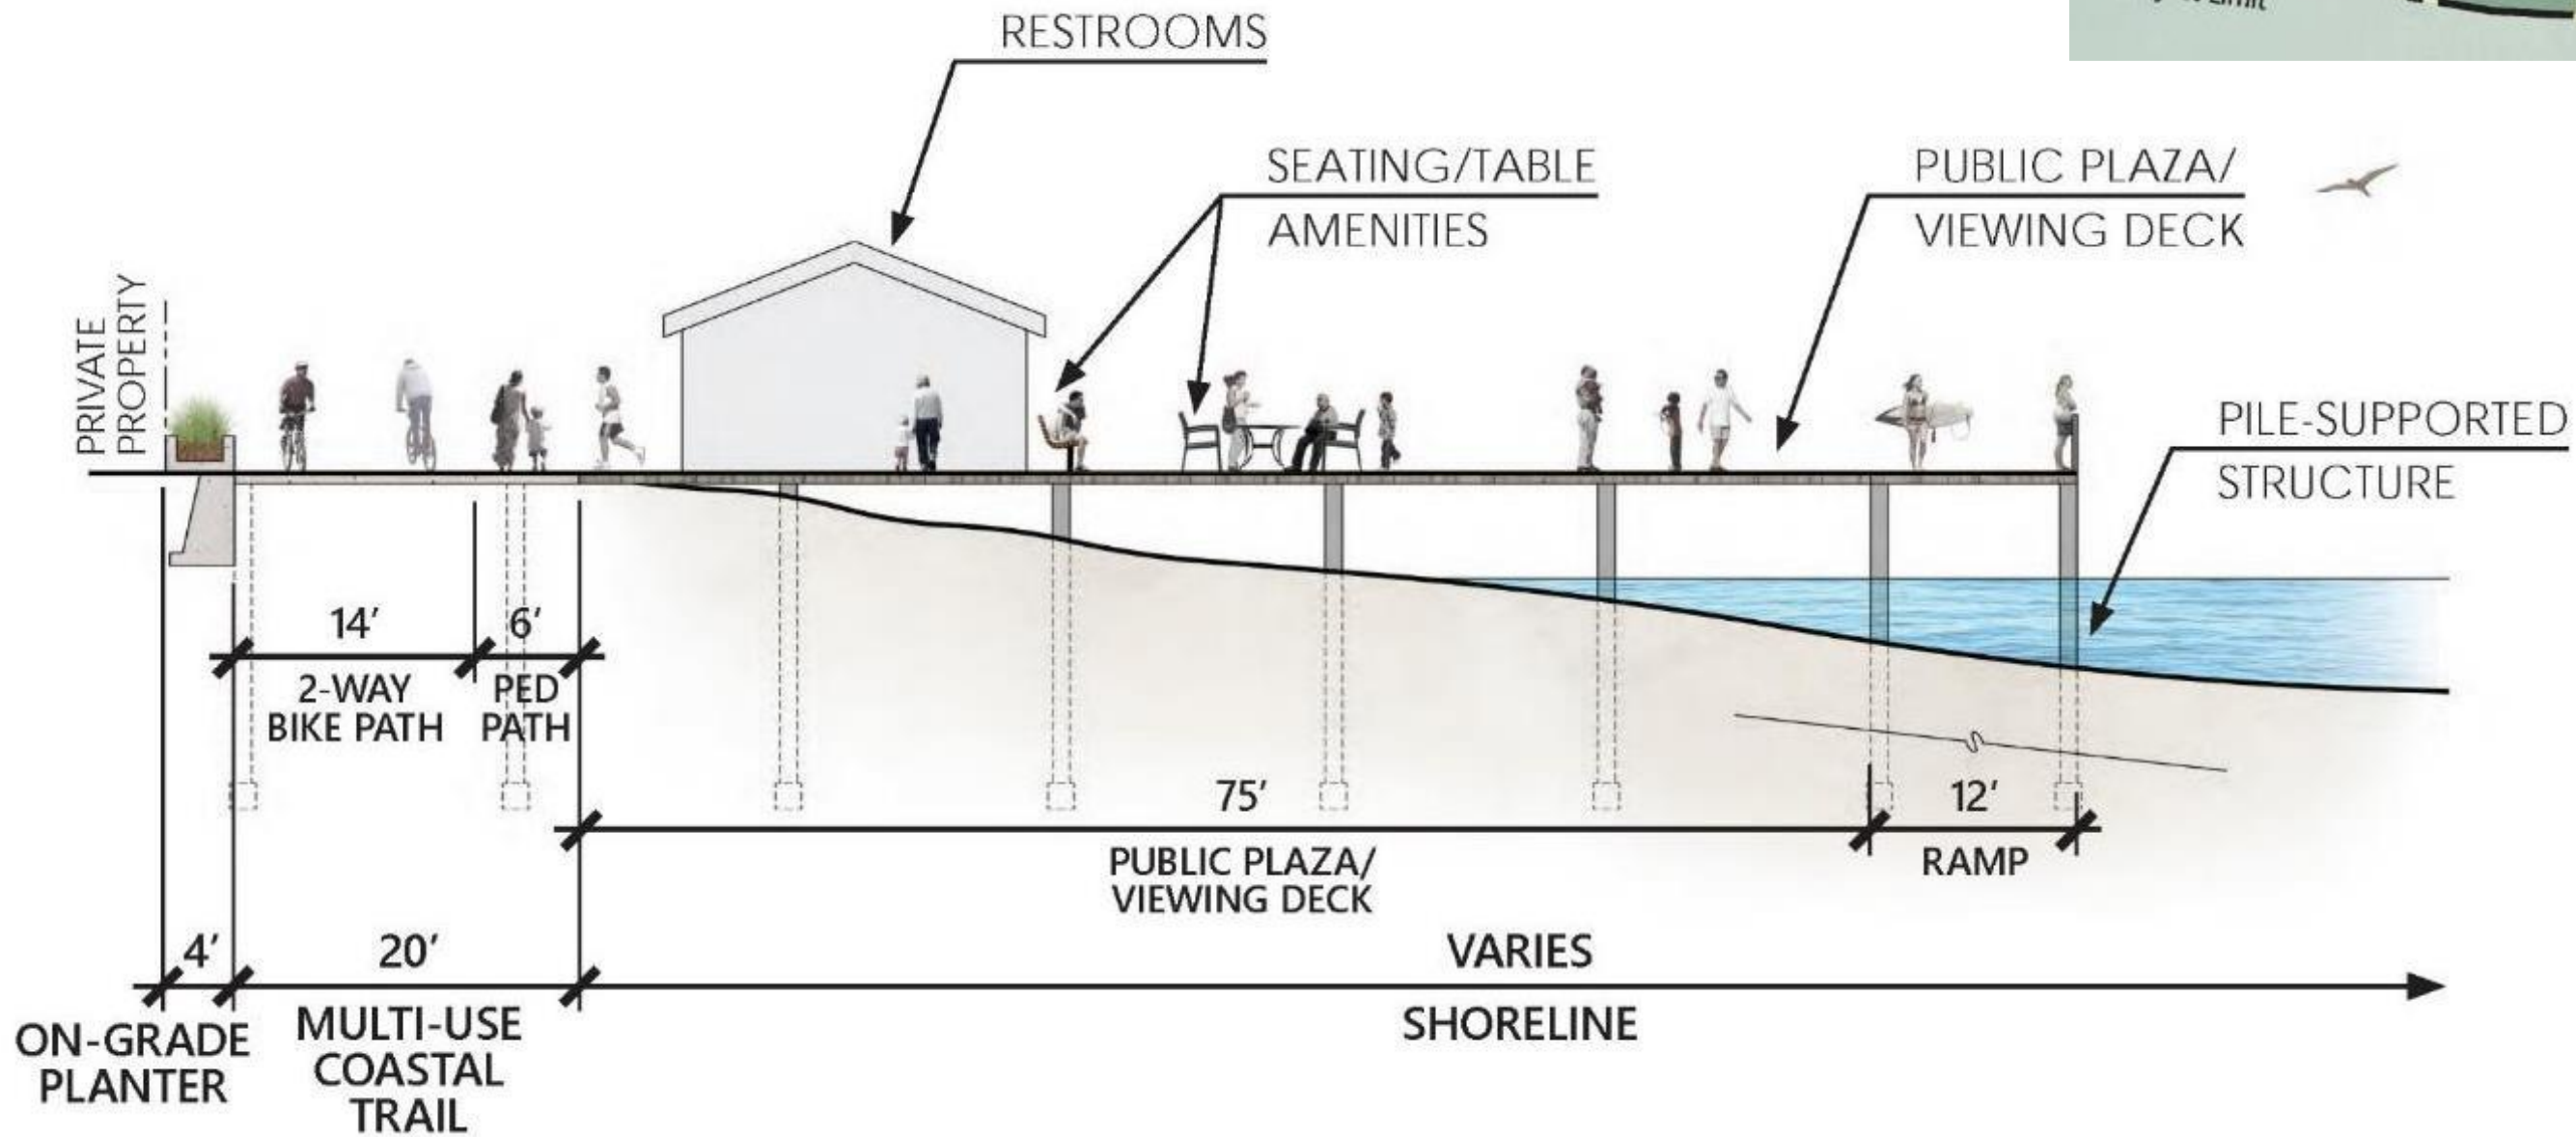 Limit
RESTROOMS
SEATING/TABLE
AMENITIES
PUBLIC PLAZA/
VIEWING DECK
PRIVATE
PROPERTY
PILE-SUPPORTED
STRUCTURE
14'
6'
2-WAY
BIKE PATH
PED
PATH
75'
12'
PUBLIC PLAZA/
VIEWING DECK
RAMP
4'
20'
VARIES
ON-GRADE
PLANTER
MULTI-USE
COASTAL
TRAIL
SHORELINE